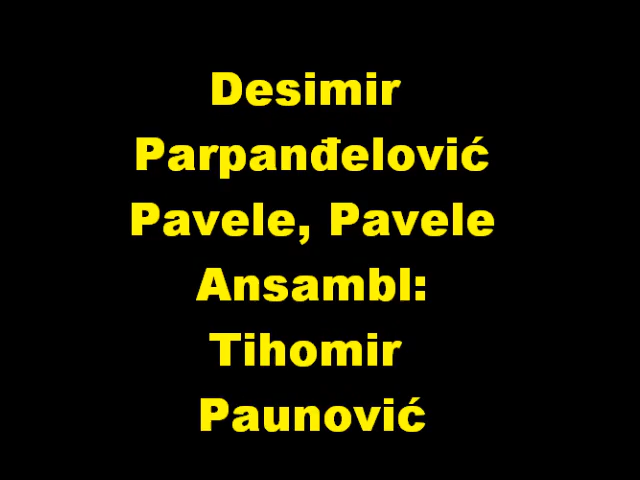 Desimir
Parpanđelović
Pavele, Pavele
Ansambl:
Tihomir
Paunović